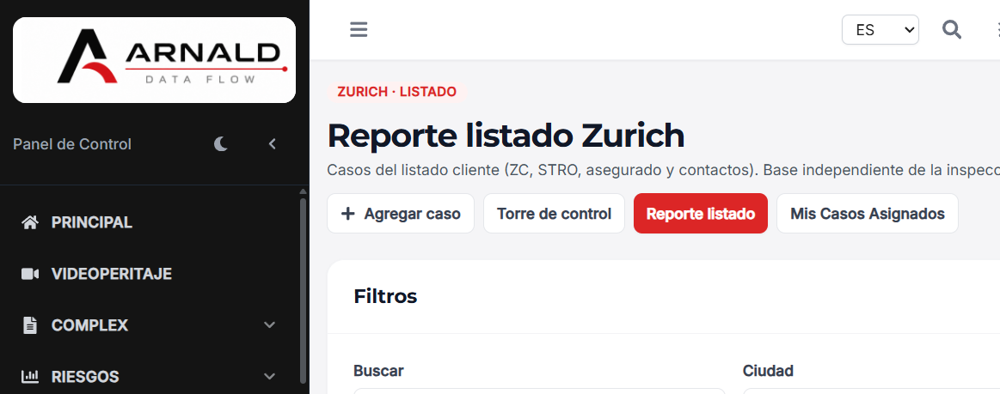 ARNALD
DATA FLOW
Panel de Control
PRINCIPAL
VIDEOPERITAJE
COMPLEX
RIESGOS
ES
ZURICH · LISTADO
Reporte listado Zurich
Casos del listado cliente (ZC, STRO, asegurado y contactos). Base independiente de la inspecc
Agregar caso
Torre de control
Reporte listado
Mis Casos Asignados
Filtros
Buscar
Ciudad